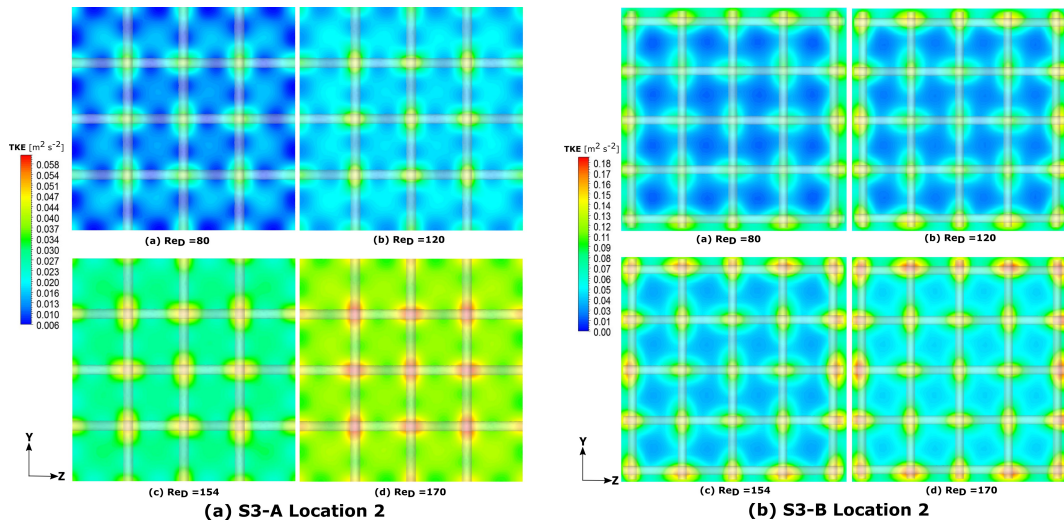 TKE [m² s⁻²]
0.058
0.054
0.051
0.047
0.044
0.040
0.037
0.034
0.030
0.027
0.023
0.020
0.016
0.013
0.009
0.006
(a) ReD =80
(b) ReD =120
Y
Z
(c) ReD =154
(d) ReD =170
(a) S3-A Location 2
TKE [m² s⁻²]
0.18
0.17
0.16
0.15
0.14
0.13
0.12
0.11
0.10
0.09
0.08
0.07
0.06
0.05
0.04
0.03
0.02
0.01
0.00
(a) ReD =80
(b) ReD =120
Y
Z
(c) ReD =154
(d) ReD =170
(b) S3-B Location 2